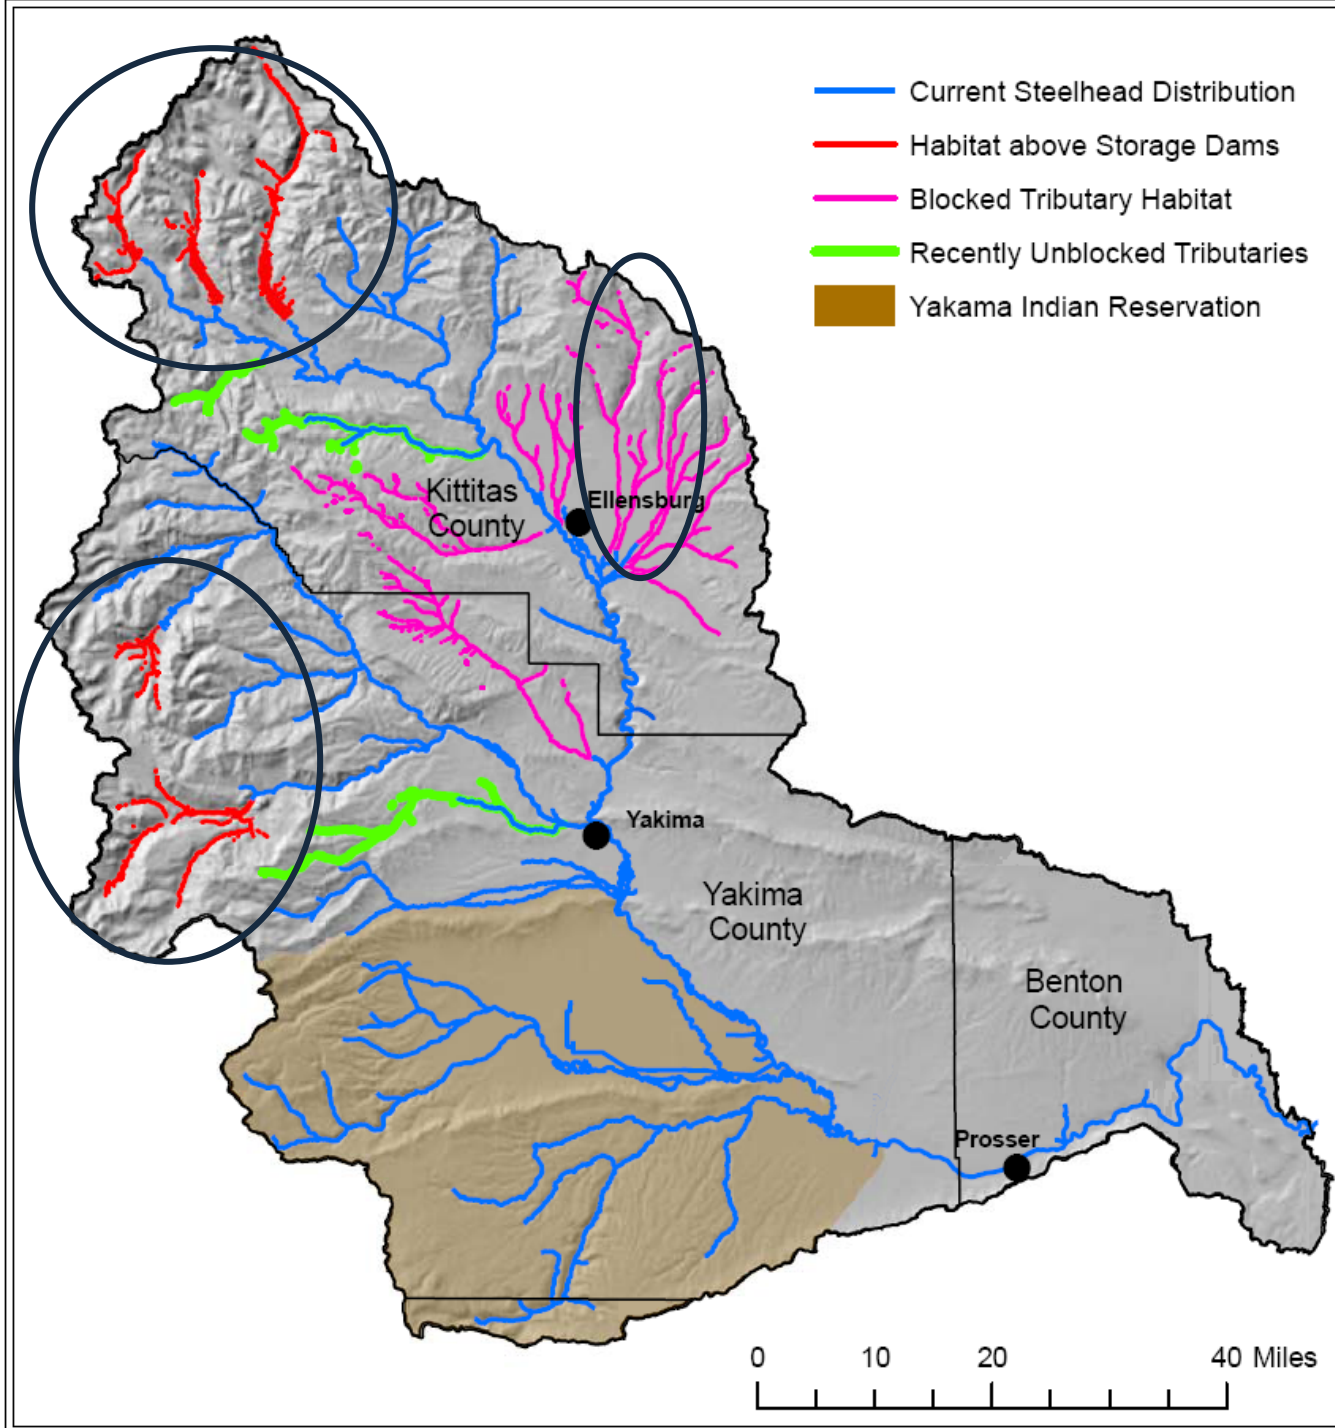 Current Steelhead Distribution
Habitat above Storage Dams
Blocked Tributary Habitat
Recently Unblocked Tributaries
Yakama Indian Reservation
Kittitas
County
Ellensburg
Yakima
Yakima
County
Benton
County
Prosser
0 10 20 40 Miles